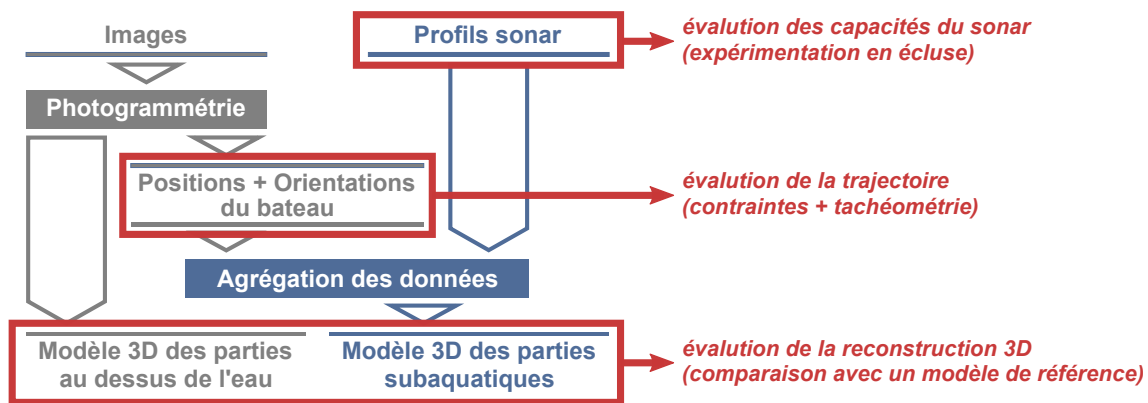 Images
Profils sonar
évalution des capacités du sonar
(expérimentation en écluse)
Photogrammétrie
Positions + Orientations
du bateau
évalution de la trajectoire
(contraintes + tachéométrie)
Agrégation des données
Modèle 3D des parties
au dessus de l'eau
Modèle 3D des parties
subaquatiques
évalution de la reconstruction 3D
(comparaison avec un modèle de référence)